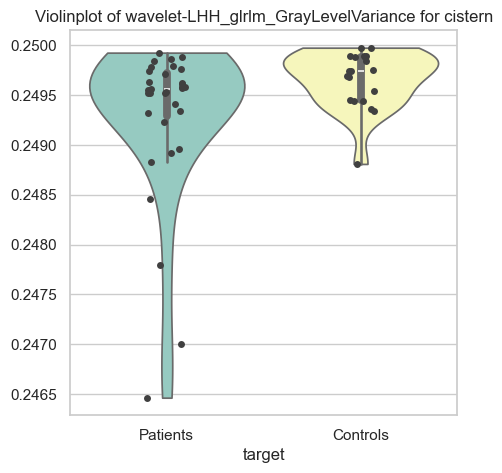 Violinplot of wavelet-LHH_glrlm_GrayLevelVariance for cistern
0.2500
0.2495
0.2490
0.2485
0.2480
0.2475
0.2470
0.2465
Patients
Controls
target